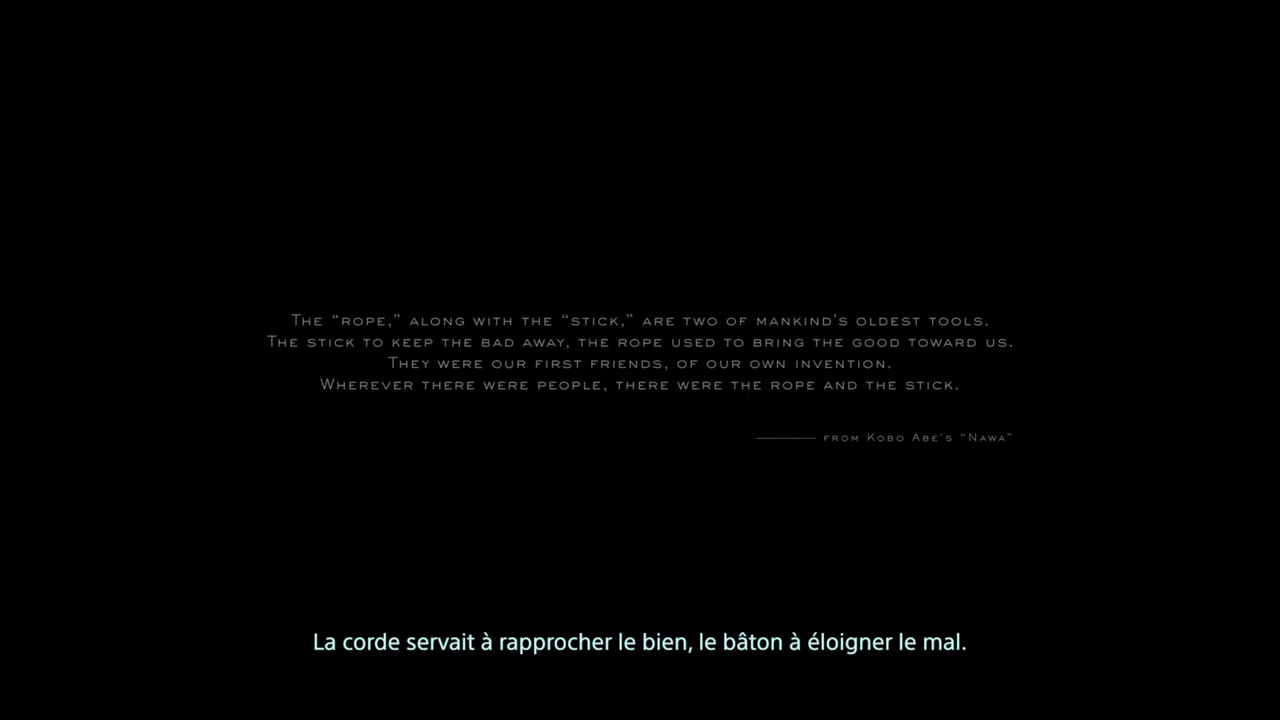 The “rope,” along with the “stick,” are two of mankind's oldest tools.
The stick to keep the bad away, the rope used to bring the good toward us.
They were our first friends, of our own invention.
Wherever there were people, there were the rope and the stick.
——— from Kobo Abe's “Nawa”
La corde servait à rapprocher le bien, le bâton à éloigner le mal.